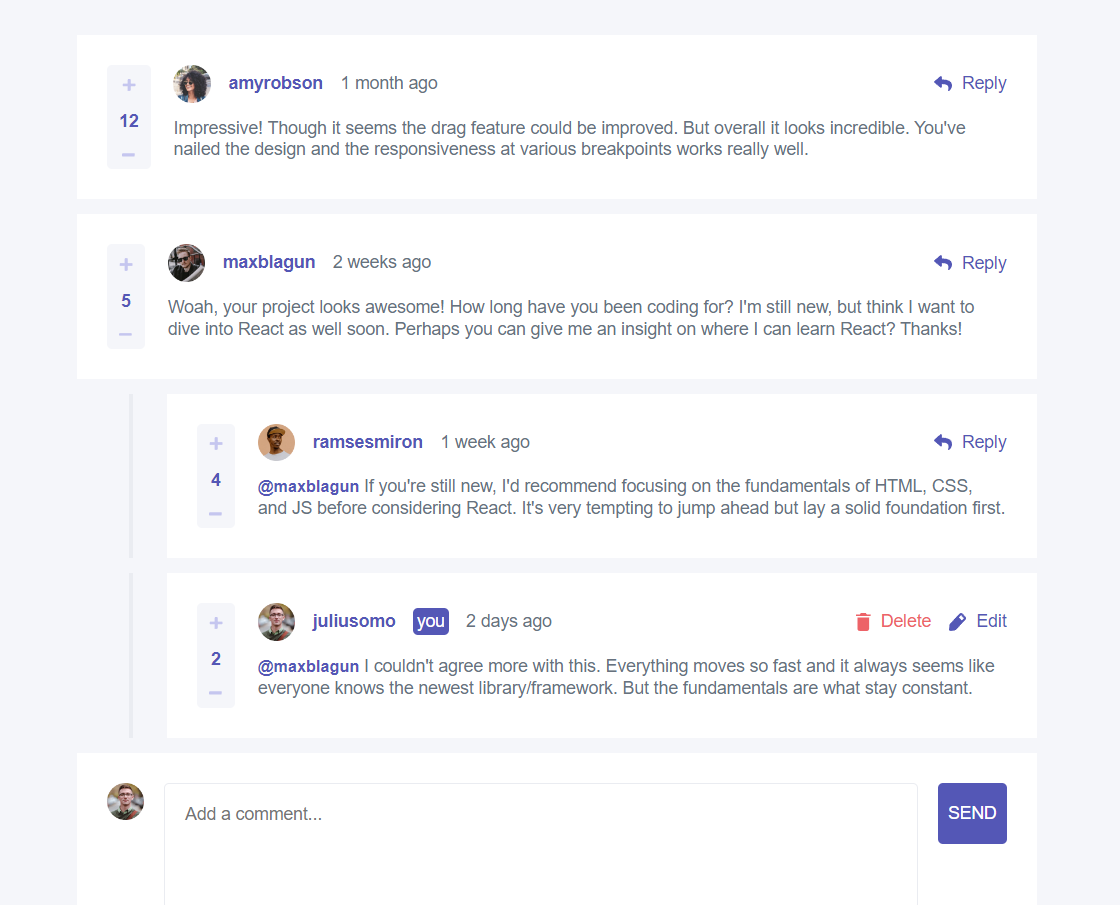 +
amyrobson 1 month ago Reply
12
Impressive! Though it seems the drag feature could be improved. But overall it looks incredible. You've
nailed the design and the responsiveness at various breakpoints works really well.
–
+
maxblagun 2 weeks ago Reply
5
Woah, your project looks awesome! How long have you been coding for? I'm still new, but think I want to
dive into React as well soon. Perhaps you can give me an insight on where I can learn React? Thanks!
–
+
ramsesmiron 1 week ago Reply
4
@maxblagun If you're still new, I'd recommend focusing on the fundamentals of HTML, CSS,
and JS before considering React. It's very tempting to jump ahead but lay a solid foundation first.
–
+
juliusomo you 2 days ago Delete Edit
2
@maxblagun I couldn't agree more with this. Everything moves so fast and it always seems like
everyone knows the newest library/framework. But the fundamentals are what stay constant.
–
Add a comment... SEND